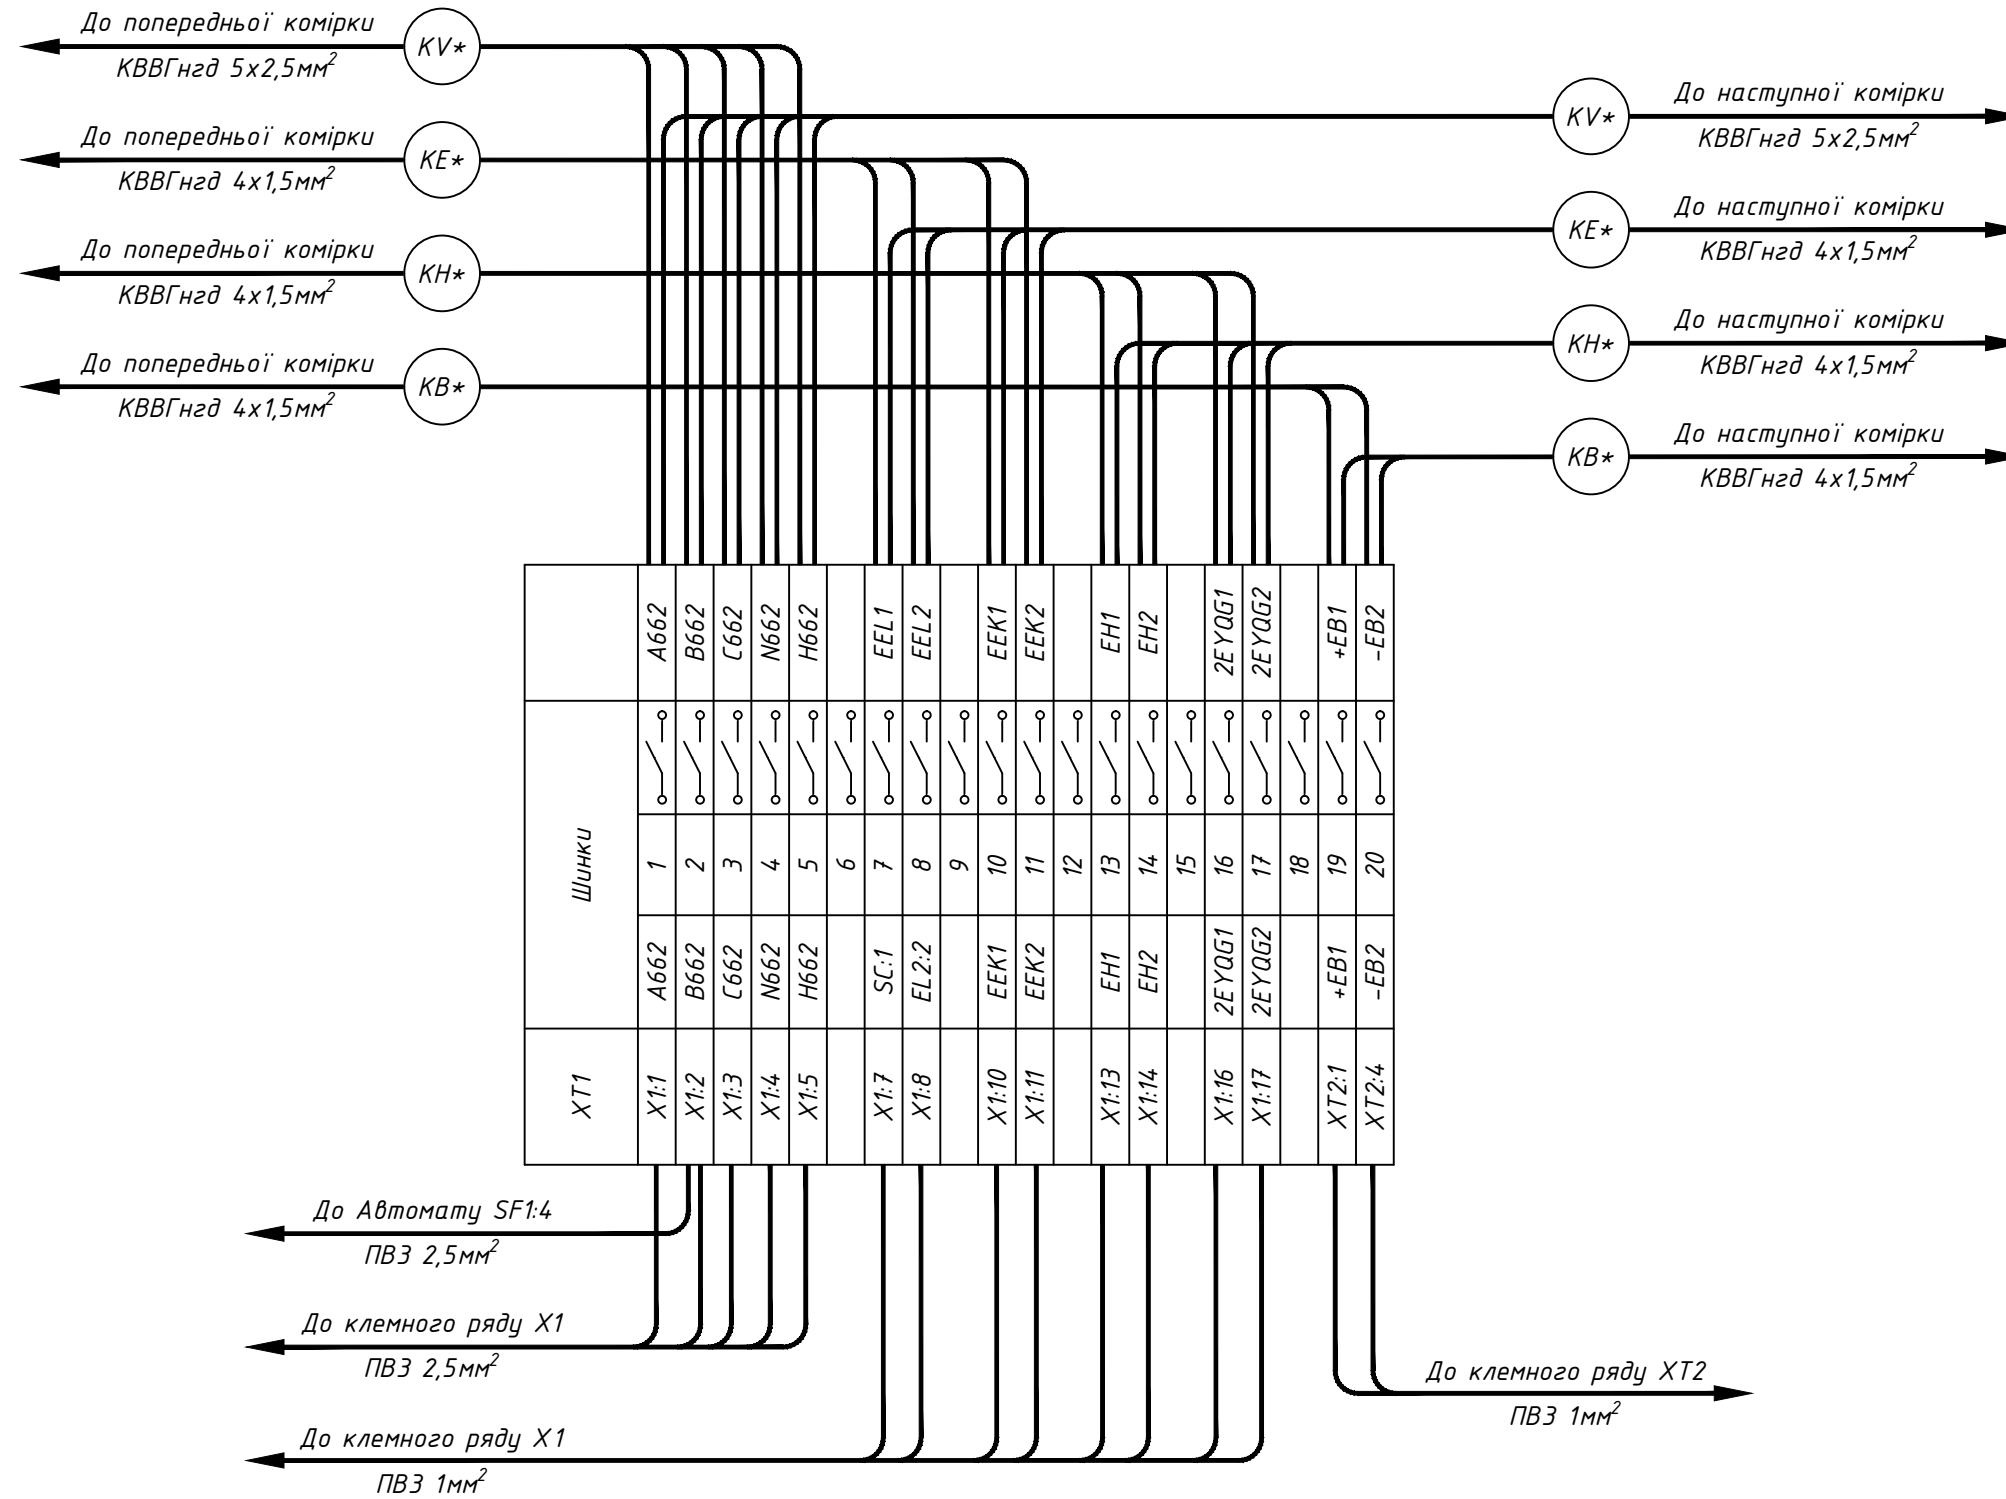 До попередньої комірки
KV*
КВВГнгд 5х2,5мм²
До наступної комірки
KV*
КВВГнгд 5х2,5мм²
До попередньої комірки
KE*
КВВГнгд 4х1,5мм²
До наступної комірки
KE*
КВВГнгд 4х1,5мм²
До попередньої комірки
KH*
КВВГнгд 4х1,5мм²
До наступної комірки
KH*
КВВГнгд 4х1,5мм²
До попередньої комірки
KB*
КВВГнгд 4х1,5мм²
До наступної комірки
KB*
КВВГнгд 4х1,5мм²
A662
B662
C662
N662
H662
EEL1
EEL2
EEK1
EEK2
EH1
EH2
2EYQG1
2EYQG2
+EB1
-EB2
Шинки
1
2
3
4
5
6
7
8
9
10
11
12
13
14
15
16
17
18
19
20
A662
B662
C662
N662
H662
SC:1
EL2:2
EEK1
EEK2
EH1
EH2
2EYQG1
2EYQG2
+EB1
-EB2
XT1
X1:1
X1:2
X1:3
X1:4
X1:5
X1:7
X1:8
X1:10
X1:11
X1:13
X1:14
X1:16
X1:17
XT2:1
XT2:4
До Автомату SF1:4
ПВЗ 2,5мм²
До клемного ряду X1
ПВЗ 2,5мм²
До клемного ряду XT2
ПВЗ 1мм²
До клемного ряду X1
ПВЗ 1мм²